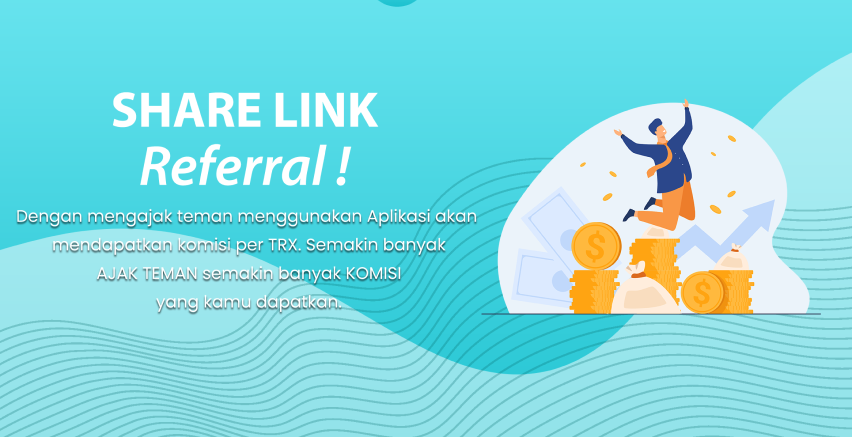 SHARE LINK
Referral !
Dengan mengajak teman menggunakan Aplikasi akan
mendapatkan komisi per TRX. Semakin banyak
AJAK TEMAN semakin banyak KOMISI
yang kamu dapatkan.
$
$